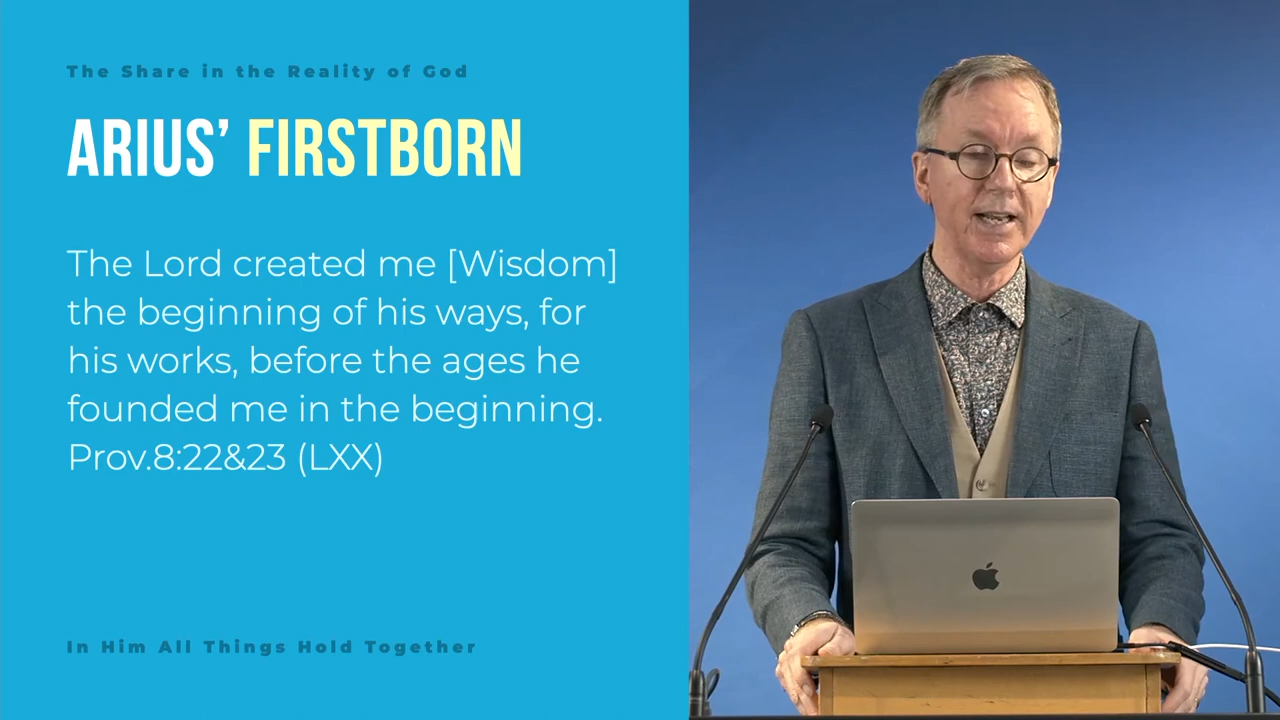 The Share in the Reality of God
ARIUS’ FIRSTBORN
The Lord created me [Wisdom]
the beginning of his ways, for
his works, before the ages he
founded me in the beginning.
Prov.8:22&23 (LXX)
In Him All Things Hold Together